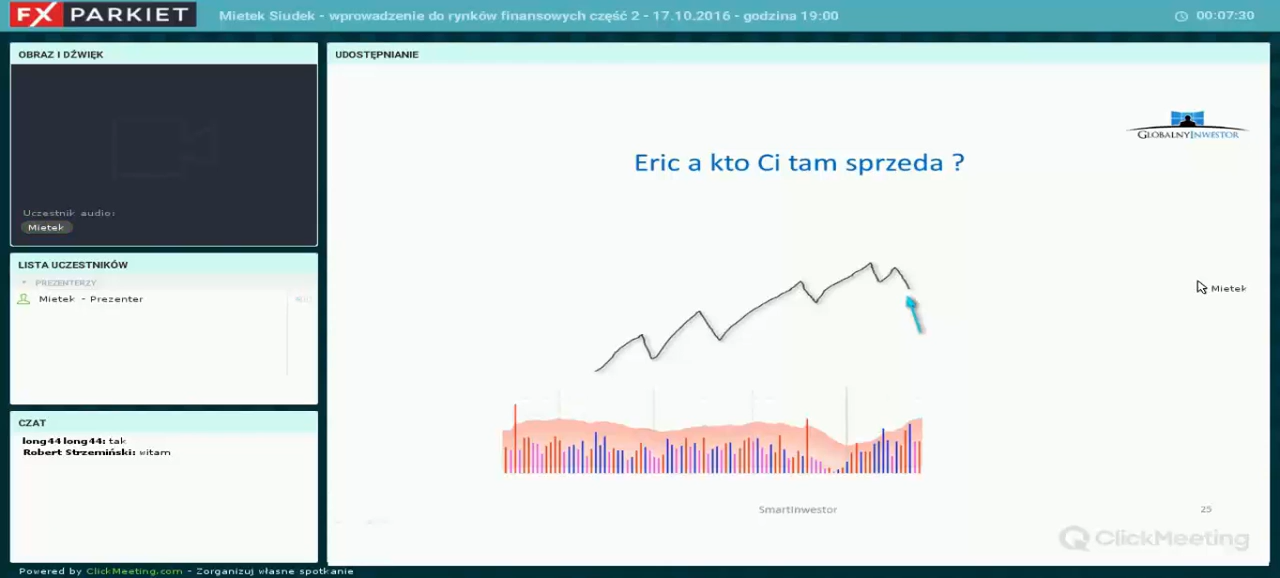 FX PARKIET
Mietek Siudek - wprowadzenie do rynków finansowych część 2 - 17.10.2016 - godzina 19:00
00:07:30
OBRAZ I DŹWIĘK
Uczestnik audio:
Mietek
LISTA UCZESTNIKÓW
PREZENTERZY
Mietek - Prezenter
CZAT
long44 long44: tak
Robert Strzemiński: witam
UDOSTĘPNIANIE
GLOBALNYINWESTOR
Eric a kto Ci tam sprzeda ?
Mietek
SmartInwestor
25
ClickMeeting
Powered by ClickMeeting.com - Zorganizuj własne spotkanie